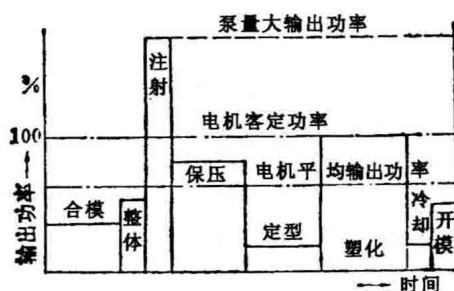 泵量大输出功率
注射
%
100
电机客定功率
保压
电机平均输出功率
合模
整体
定型
塑化
冷却
开模
输出功率→
←→ 时间